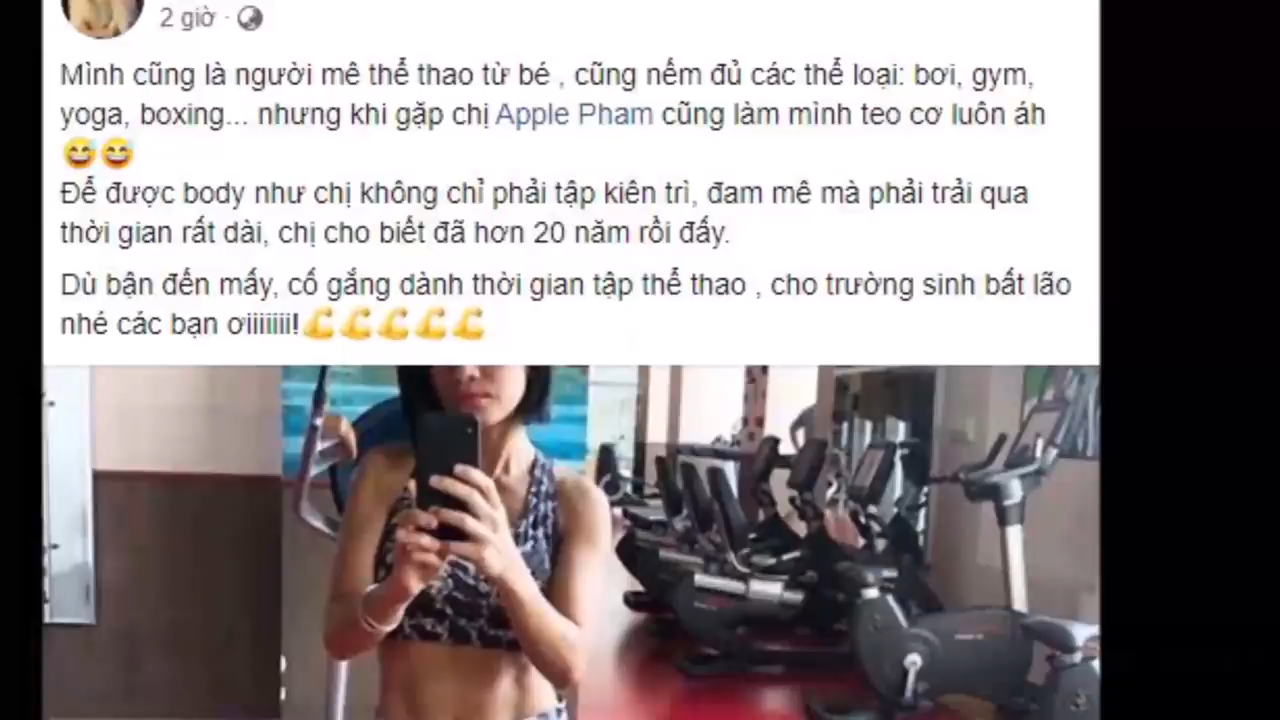 2 giờ ·
Mình cũng là người mê thể thao từ bé , cũng nếm đủ các thể loại: bơi, gym,
yoga, boxing... nhưng khi gặp chị Apple Pham cũng làm mình teo cơ luôn áh
😅😅
Để được body như chị không chỉ phải tập kiên trì, đam mê mà phải trải qua
thời gian rất dài, chị cho biết đã hơn 20 năm rồi đấy.
Dù bận đến mấy, cố gắng dành thời gian tập thể thao , cho trường sinh bất lão
nhé các bạn ơiiiiiii!💪💪💪💪💪